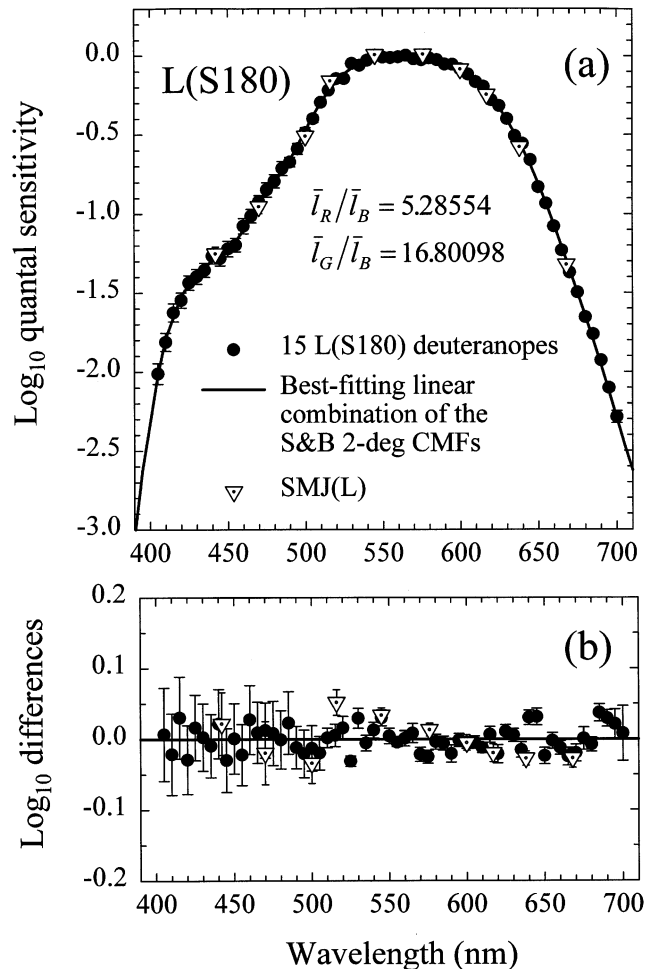 0.0
-0.5
-1.0
-1.5
-2.0
-2.5
-3.0
Log10 quantal sensitivity
L(S180)
(a)
l̄R/l̄B=5.28554
l̄G/l̄B=16.80098
15 L(S180) deuteranopes
Best-fitting linear
combination of the
S&B 2-deg CMFs
SMJ(L)
400 450 500 550 600 650 700
0.2
0.1
0.0
-0.1
-0.2
Log10 differences
(b)
400 450 500 550 600 650 700
Wavelength (nm)